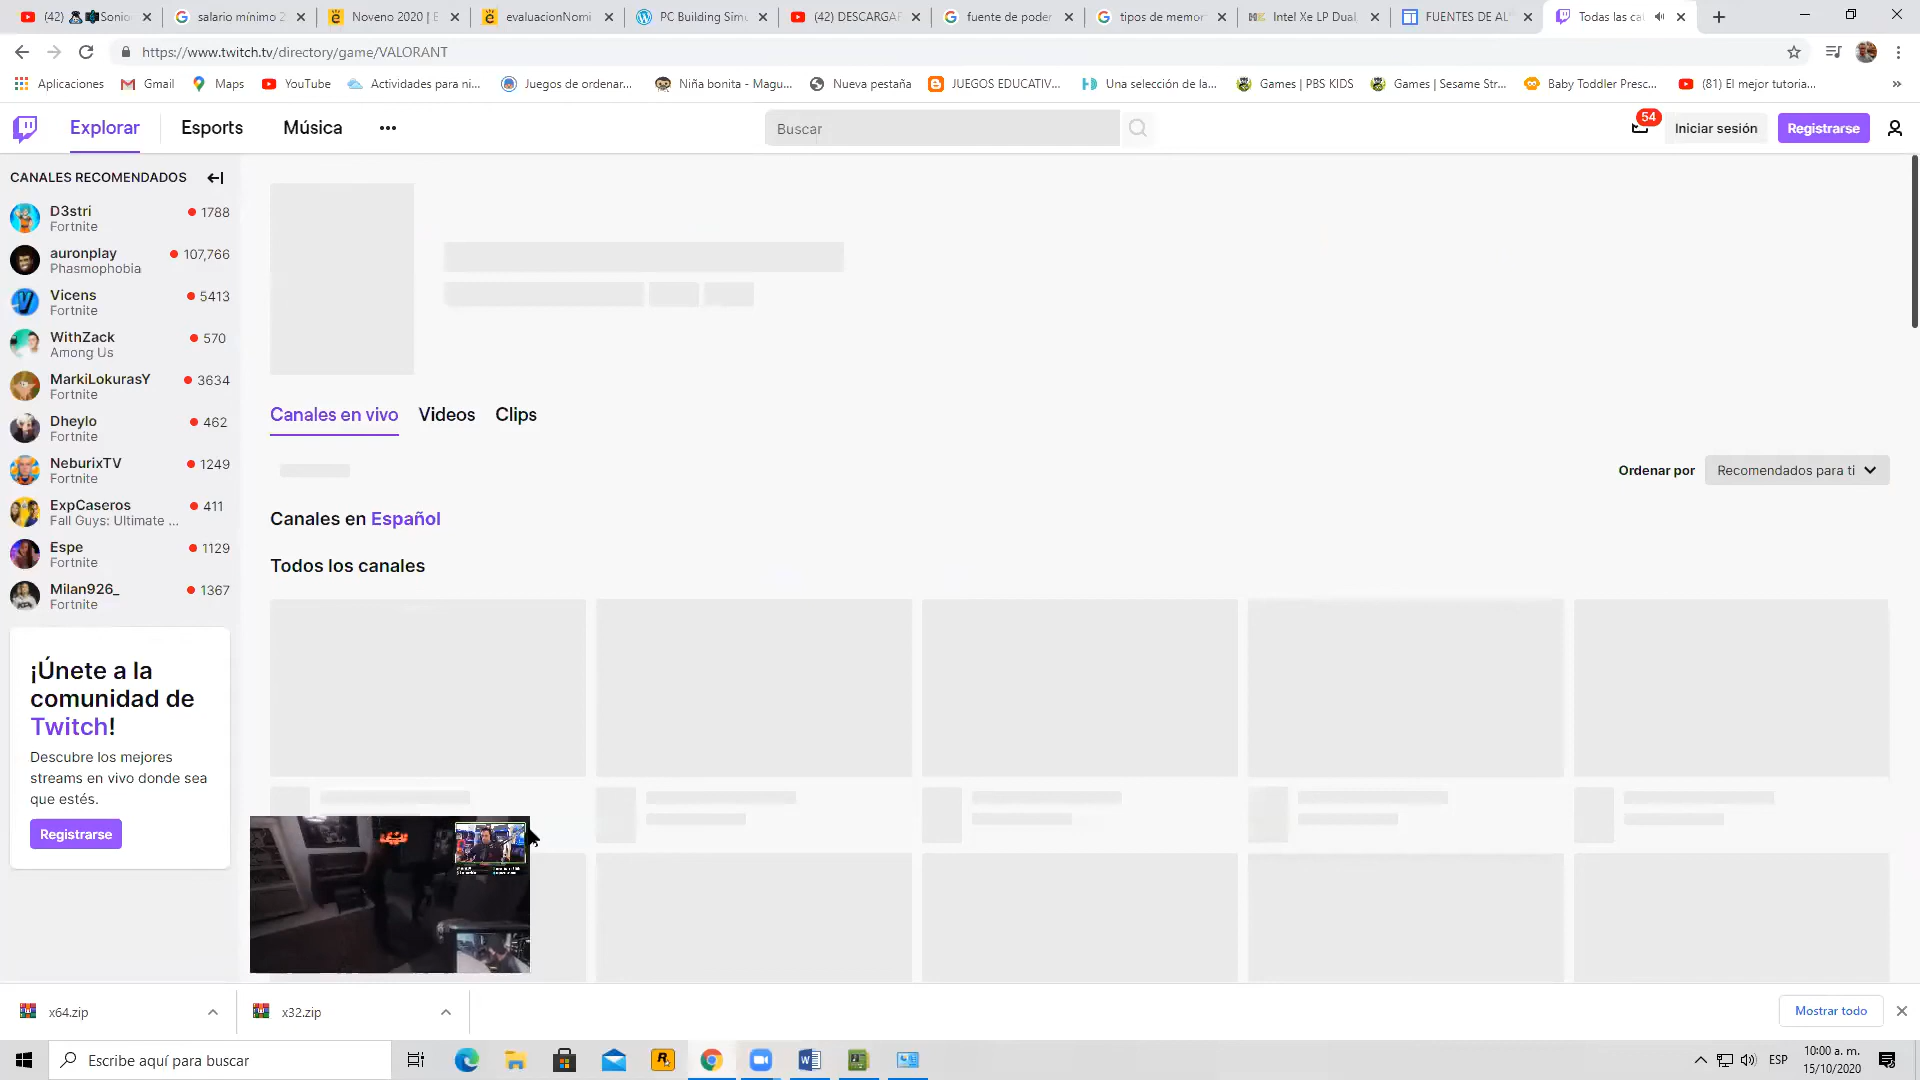 (42) Sonio
salario mínimo 2
Noveno 2020 | E
evaluacionNomi
PC Building Simu
(42) DESCARGAR
fuente de poder
tipos de memor
Intel Xe LP Dual
FUENTES DE AL
Todas las cat
https://www.twitch.tv/directory/game/VALORANT
Aplicaciones
Gmail
Maps
YouTube
Actividades para ni...
Juegos de ordenar...
Niña bonita - Magu...
Nueva pestaña
JUEGOS EDUCATIV...
Una selección de la...
Games | PBS KIDS
Games | Sesame Str...
Baby Toddler Presc...
(81) El mejor tutoria...
»
Explorar
Esports
Música
Buscar
54
Iniciar sesión
Registrarse
CANALES RECOMENDADOS
D3stri 1788
Fortnite
auronplay 107,766
Phasmophobia
Vicens 5413
Fortnite
WithZack 570
Among Us
MarkiLokurasY 3634
Fortnite
Dheylo 462
Fortnite
NeburixTV 1249
Fortnite
ExpCaseros 411
Fall Guys: Ultimate ...
Espe 1129
Fortnite
Milan926_ 1367
Fortnite
¡Únete a la
comunidad de
Twitch!
Descubre los mejores
streams en vivo donde sea
que estés.
Registrarse
Canales en vivo
Videos
Clips
Ordenar por
Recomendados para ti
Canales en Español
Todos los canales
x64.zip
x32.zip
Mostrar todo
Escribe aquí para buscar
ESP
10:00 a. m.
15/10/2020